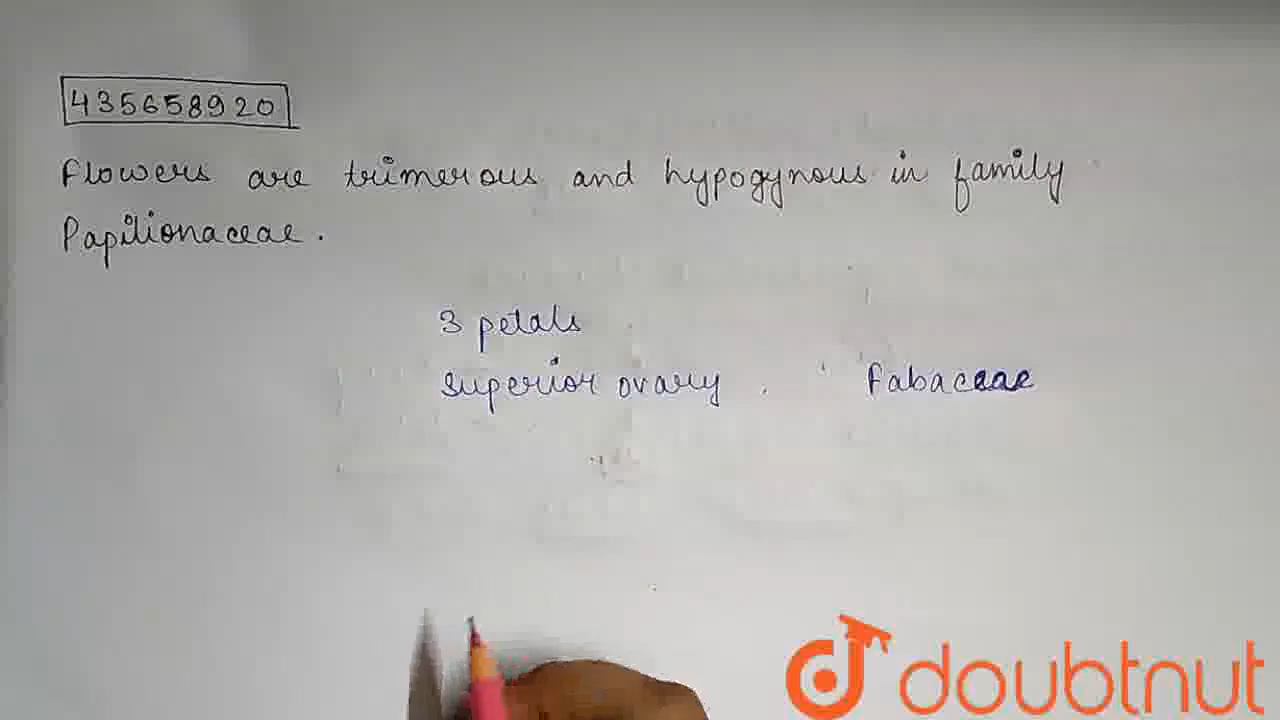 435658920
Flowers are trimerous and hypogynous in family
Papilionaceae.
3 petals
superior ovary. Fabaceae
doubtnut